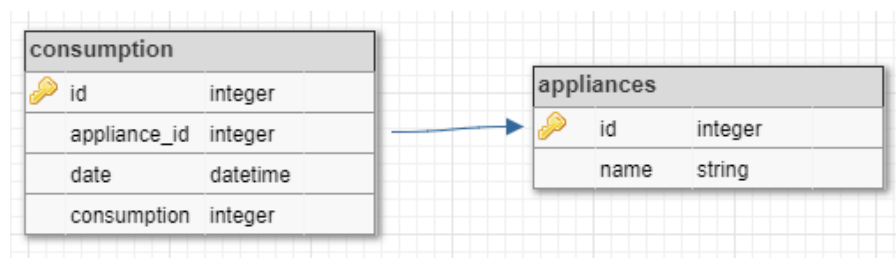 consumption
id integer
appliance_id integer
date datetime
consumption integer
appliances
id integer
name string